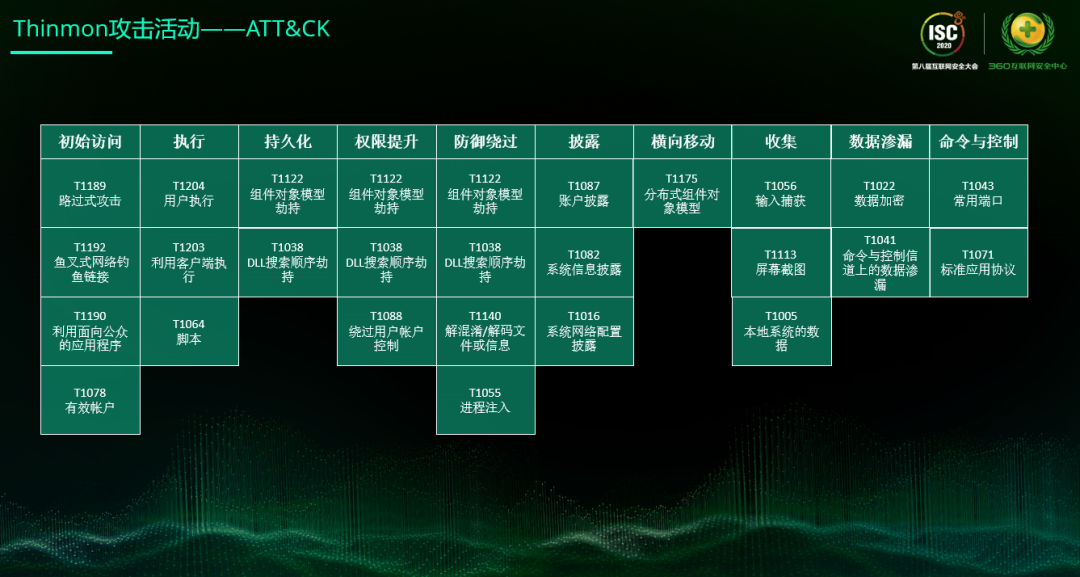 Thinmon攻击活动——ATT&CK
ISC
2020
第八届互联网安全大会
360互联网安全中心
初始访问
执行
持久化
权限提升
防御绕过
披露
横向移动
收集
数据渗漏
命令与控制
T1189
路过式攻击
T1204
用户执行
T1122
组件对象模型
劫持
T1122
组件对象模型
劫持
T1122
组件对象模型
劫持
T1087
账户披露
T1175
分布式组件对
象模型
T1056
输入捕获
T1022
数据加密
T1043
常用端口
T1192
鱼叉式网络钓
鱼链接
T1203
利用客户端执
行
T1038
DLL搜索顺序劫
持
T1038
DLL搜索顺序劫
持
T1038
DLL搜索顺序劫
持
T1082
系统信息披露
T1113
屏幕截图
T1041
命令与控制信
道上的数据渗
漏
T1071
标准应用协议
T1190
利用面向公众
的应用程序
T1064
脚本
T1088
绕过用户帐户
控制
T1140
解混淆/解码文
件或信息
T1016
系统网络配置
披露
T1005
本地系统的数
据
T1078
有效帐户
T1055
进程注入